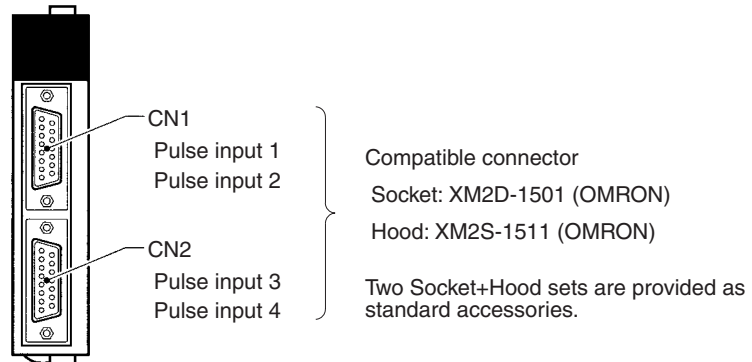 CN1
Pulse input 1
Pulse input 2
CN2
Pulse input 3
Pulse input 4
Compatible connector
Socket: XM2D-1501 (OMRON)
Hood: XM2S-1511 (OMRON)
Two Socket+Hood sets are provided as
standard accessories.